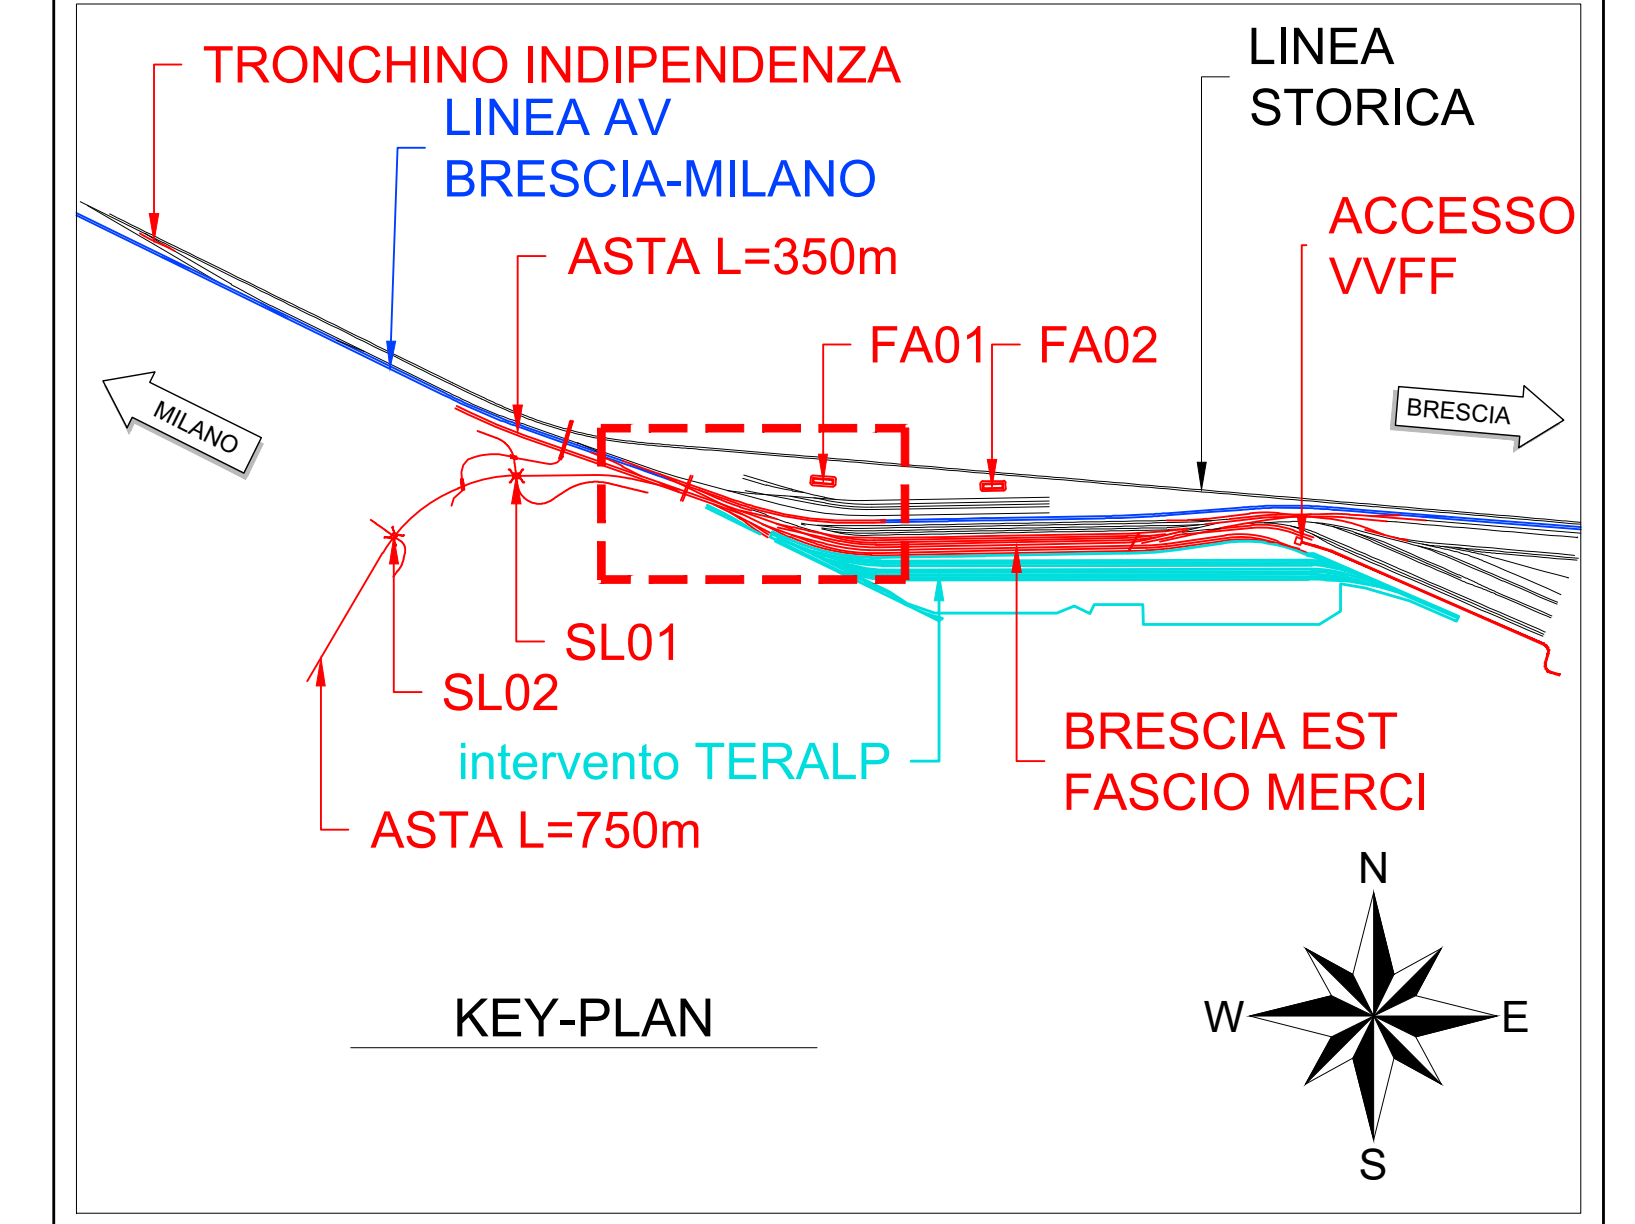 TRONCHINO INDIPENDENZA
LINEA AV
BRESCIA-MILANO
LINEA
STORICA
ASTA L=350m
ACCESSO
VVFF
FA01
FA02
MILANO
BRESCIA
SL01
SL02
intervento TERALP
BRESCIA EST
FASCIO MERCI
ASTA L=750m
KEY-PLAN
N
W
E
S